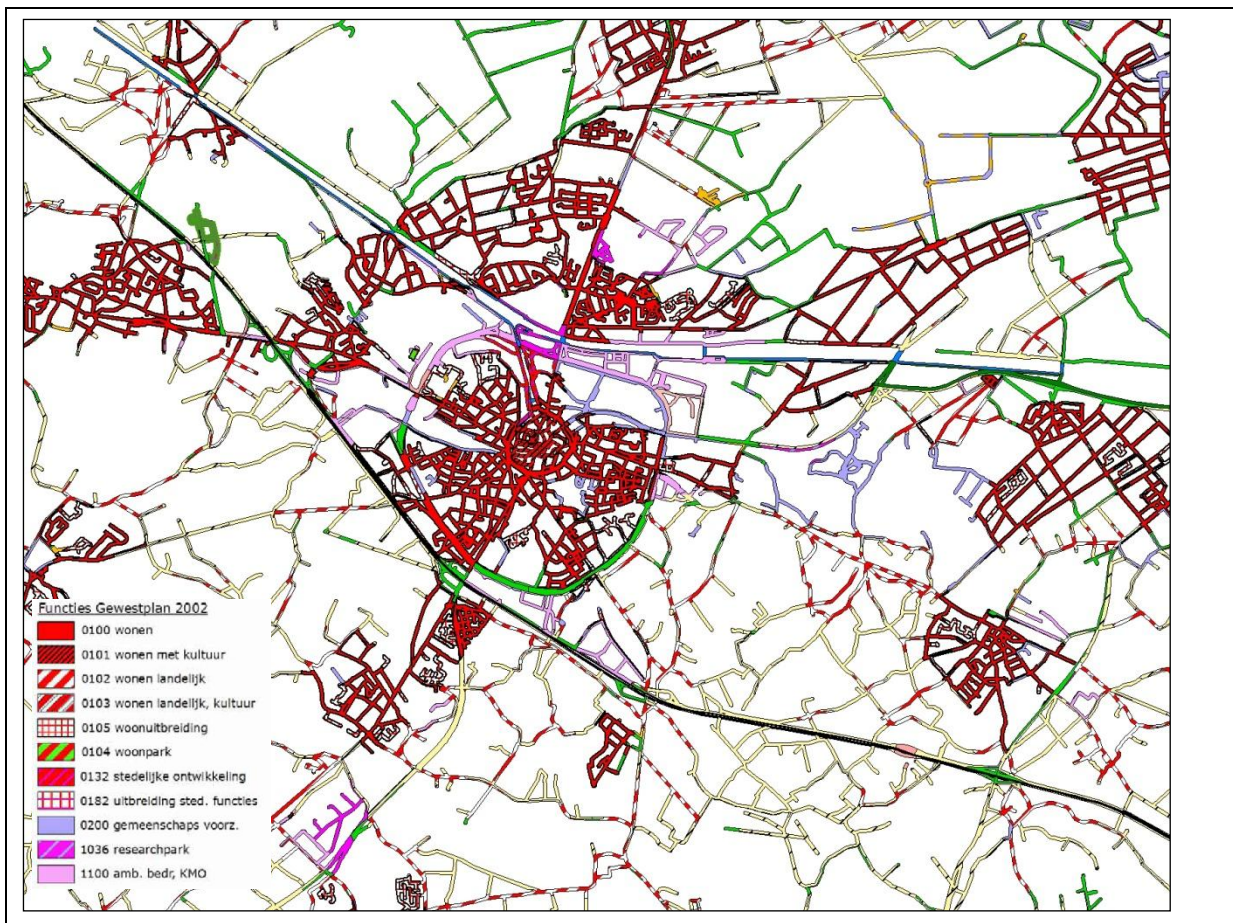 Functies Gewestplan 2002
0100 wonen
0101 wonen met kultuur
0102 wonen landelijk
0103 wonen landelijk, kultuur
0105 woonuitbreiding
0104 woonpark
0132 stedelijke ontwikkeling
0182 uitbreiding sted. functies
0200 gemeenschaps voorz.
1036 researchpark
1100 amb. bedr, KMO